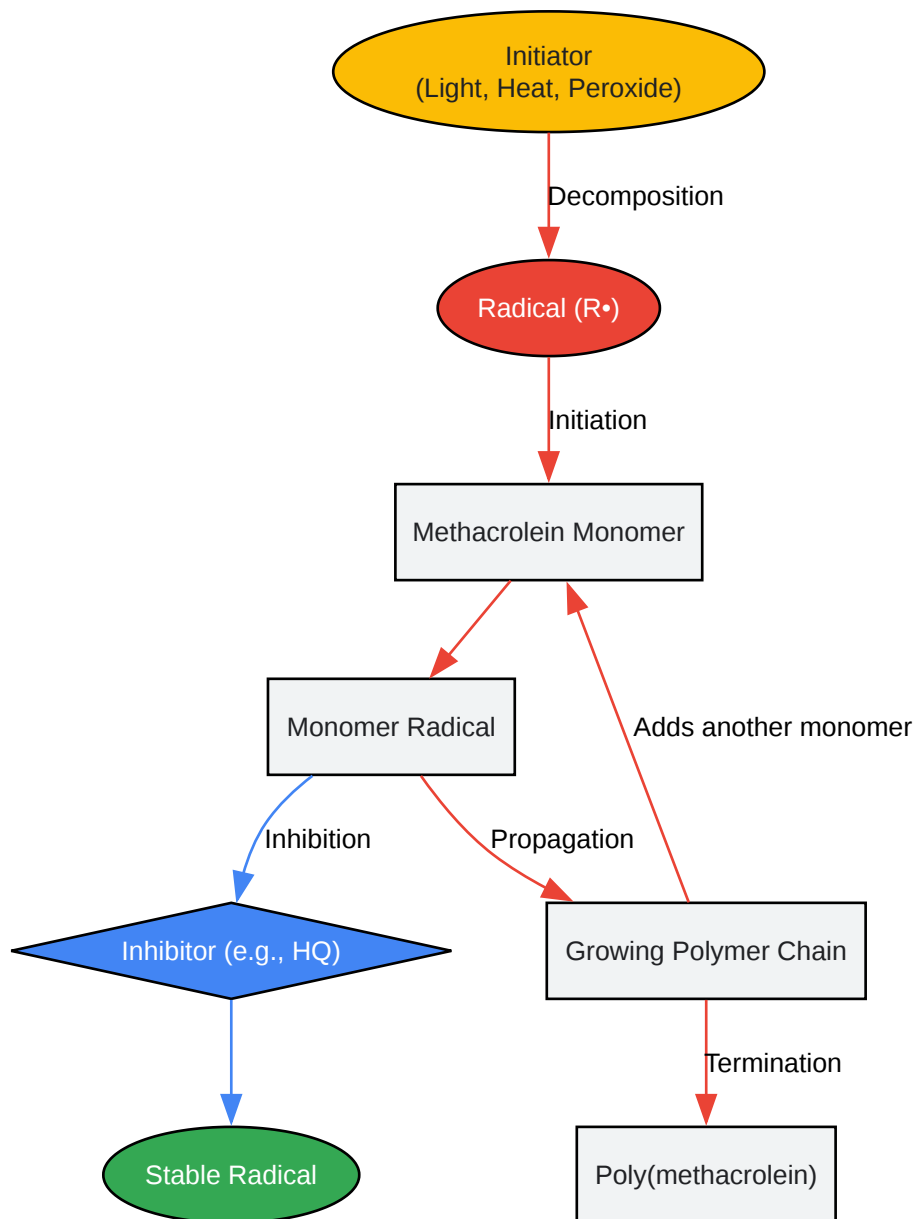 Initiator
(Light, Heat, Peroxide)
Decomposition
Radical (R•)
Initiation
Methacrolein Monomer
Monomer Radical
Adds another monomer
Inhibition
Propagation
Inhibitor (e.g., HQ)
Growing Polymer Chain
Termination
Stable Radical
Poly(methacrolein)